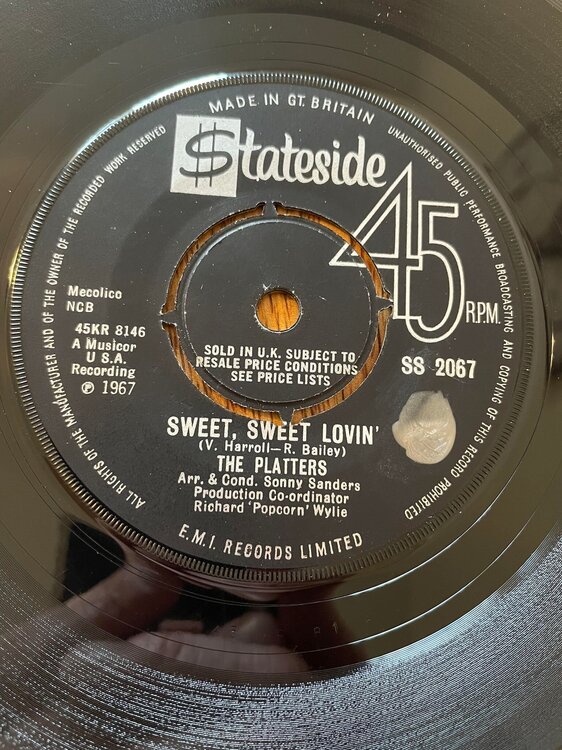 MADE IN GT. BRITAIN
UNAUTHORISED PUBLIC PERFORMANCE BROADCASTING AND COPYING OF THIS RECORD PROHIBITED
ALL RIGHTS OF THE MANUFACTURER AND OF THE OWNER OF THE RECORDED WORK RESERVED
$tateside
45 R.P.M.
Mecolico
NCB
45KR 8146
A Musicor
U S.A.
Recording
℗ 1967
SOLD IN U.K. SUBJECT TO
RESALE PRICE CONDITIONS,
SEE PRICE LISTS
SS 2067
SWEET, SWEET LOVIN'
(V. Harroll—R. Bailey)
THE PLATTERS
Arr. & Cond. Sonny Sanders
Production Co-ordinator
Richard 'Popcorn' Wylie
E.M.I. RECORDS LIMITED